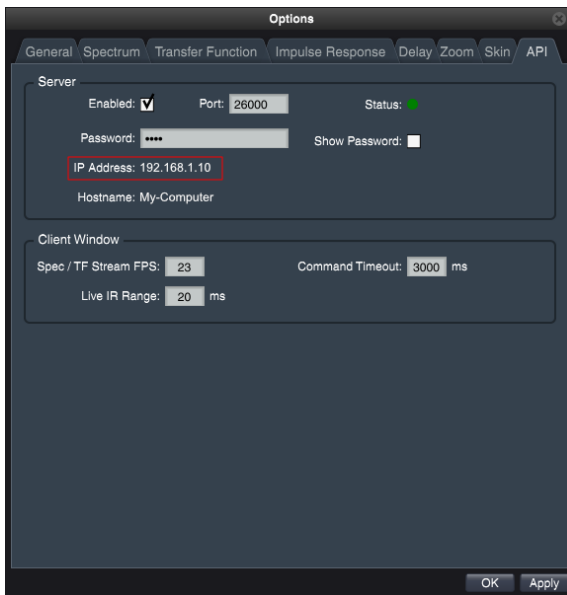 Options
General Spectrum Transfer Function Impulse Response Delay Zoom Skin API
Server
Enabled: Port: 26000 Status:
Password: •••• Show Password:
IP Address: 192.168.1.10
Hostname: My-Computer
Client Window
Spec / TF Stream FPS: 23 Command Timeout: 3000 ms
Live IR Range: 20 ms
OK Apply